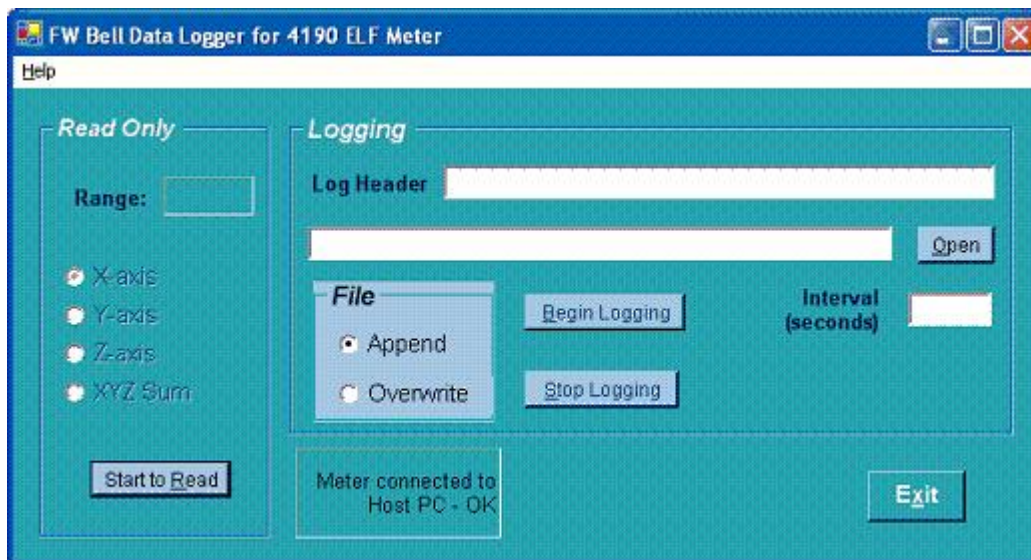 FW Bell Data Logger for 4190 ELF Meter
Help
Read Only
Range:
X-axis
Y-axis
Z-axis
XYZ Sum
Start to Read
Logging
Log Header
Open
File
Append
Overwrite
Begin Logging
Stop Logging
Interval
(seconds)
Meter connected to
Host PC - OK
Exit